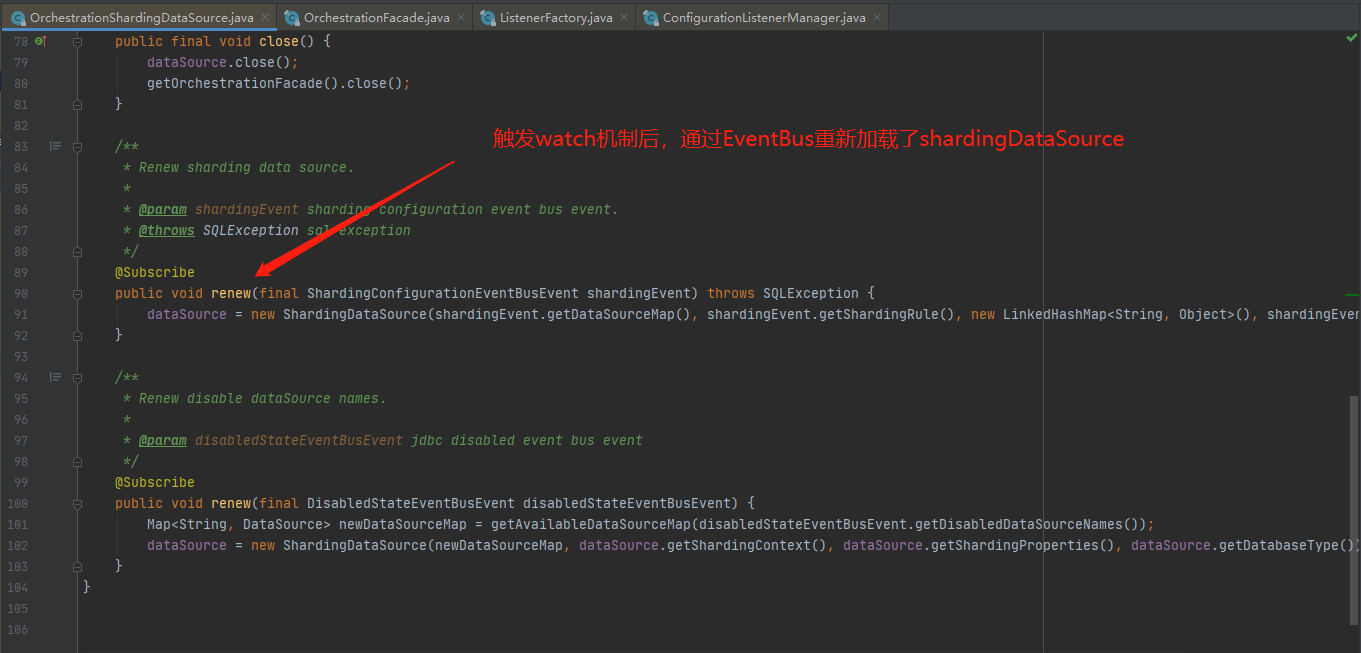 OrchestrationShardingDataSource.java OrchestrationFacade.java ListenerFactory.java ConfigurationListenerManager.java
78 public final void close() {
79 dataSource.close();
80 getOrchestrationFacade().close();
81 }
82
触发watch机制后，通过EventBus重新加载了shardingDataSource
83 /**
84 * Renew sharding data source.
85 *
86 * @param shardingEvent sharding configuration event bus event.
87 * @throws SQLException sql exception
88 */
89 @Subscribe
90 public void renew(final ShardingConfigurationEventBusEvent shardingEvent) throws SQLException {
91 dataSource = new ShardingDataSource(shardingEvent.getDataSourceMap(), shardingEvent.getShardingRule(), new LinkedHashMap<String, Object>(), shardingEver
92 }
93
94 /**
95 * Renew disable dataSource names.
96 *
97 * @param disabledStateEventBusEvent jdbc disabled event bus event
98 */
99 @Subscribe
100 public void renew(final DisabledStateEventBusEvent disabledStateEventBusEvent) {
101 Map<String, DataSource> newDataSourceMap = getAvailableDataSourceMap(disabledStateEventBusEvent.getDisabledDataSourceNames());
102 dataSource = new ShardingDataSource(newDataSourceMap, dataSource.getShardingContext(), dataSource.getShardingProperties(), dataSource.getDatabaseType())
103 }
104 }
105
106